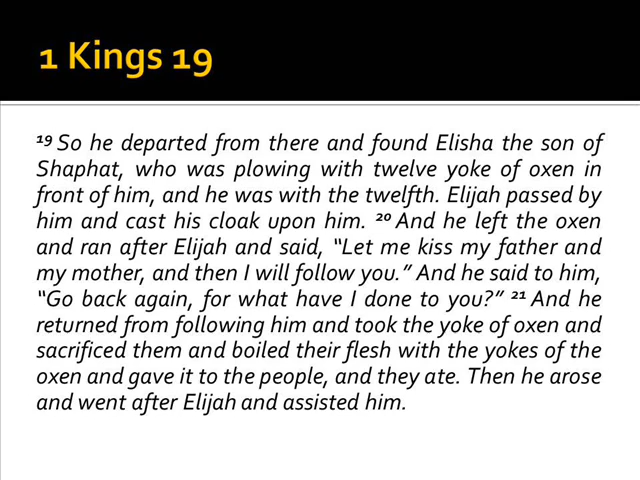 1 Kings 19
19 So he departed from there and found Elisha the son of
Shaphat, who was plowing with twelve yoke of oxen in
front of him, and he was with the twelfth. Elijah passed by
him and cast his cloak upon him. 20 And he left the oxen
and ran after Elijah and said, “Let me kiss my father and
my mother, and then I will follow you.” And he said to him,
“Go back again, for what have I done to you?” 21 And he
returned from following him and took the yoke of oxen and
sacrificed them and boiled their flesh with the yokes of the
oxen and gave it to the people, and they ate. Then he arose
and went after Elijah and assisted him.